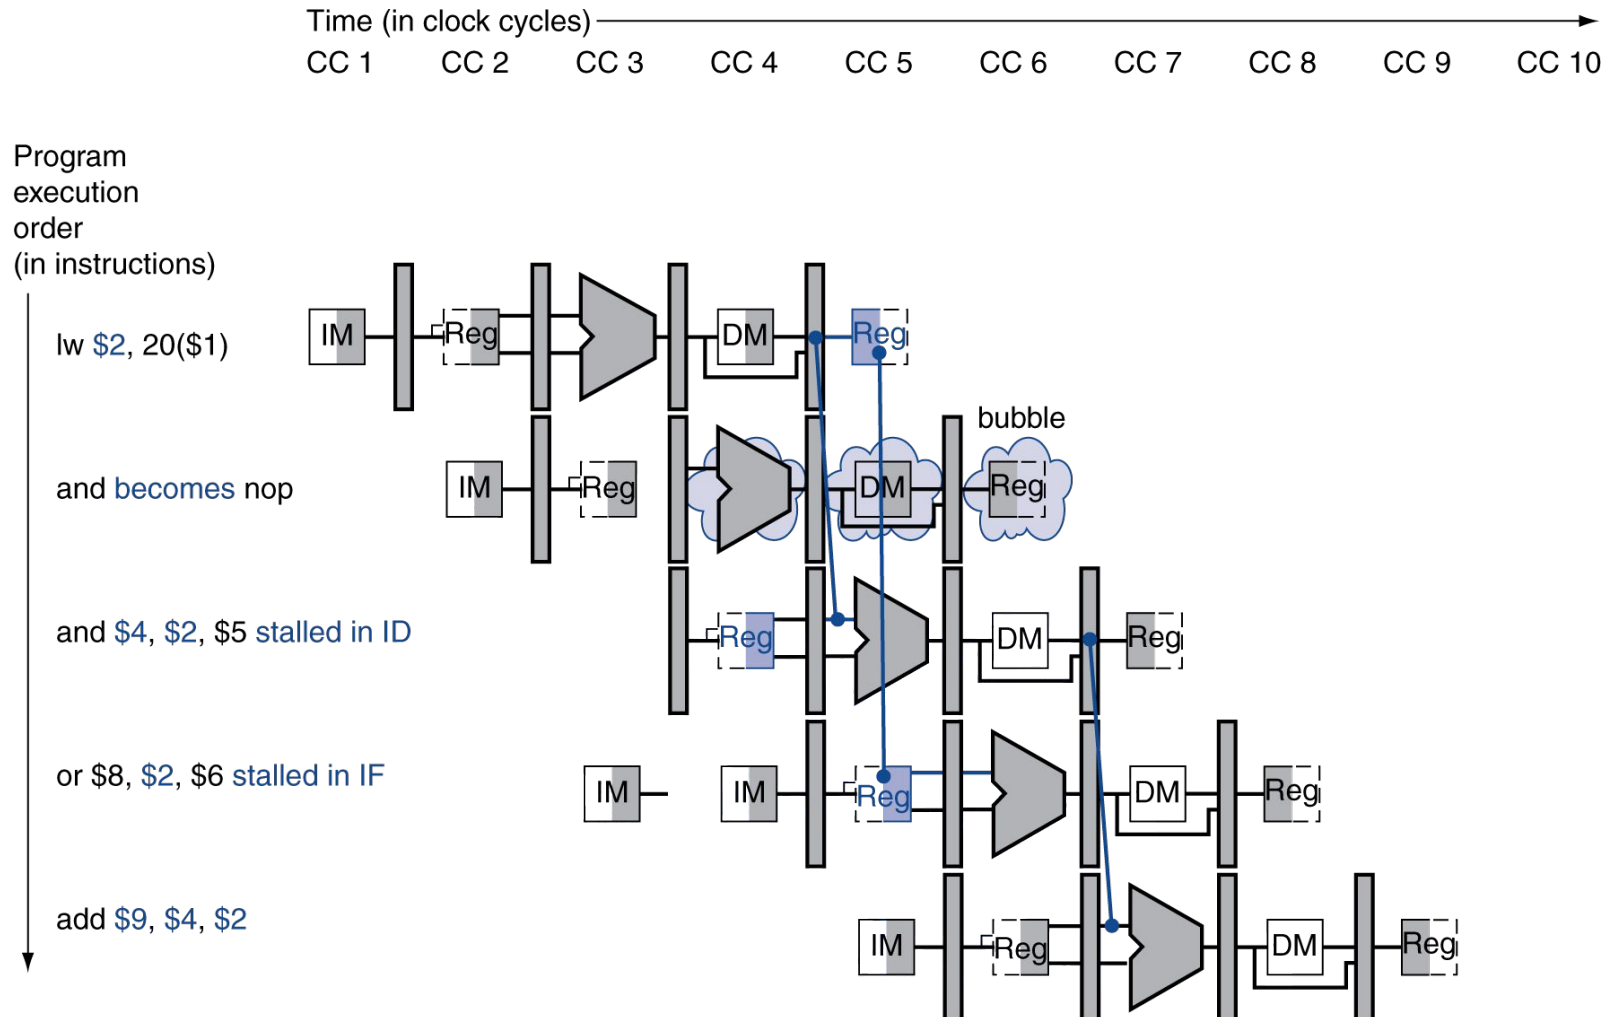 Time (in clock cycles)
CC 1 CC 2 CC 3 CC 4 CC 5 CC 6 CC 7 CC 8 CC 9 CC 10
Program
execution
order
(in instructions)
lw $2, 20($1)
IM Reg DM Reg
bubble
and becomes nop
IM Reg DM Reg
and $4, $2, $5 stalled in ID
Reg DM Reg
or $8, $2, $6 stalled in IF
IM IM Reg DM Reg
add $9, $4, $2
IM Reg DM Reg